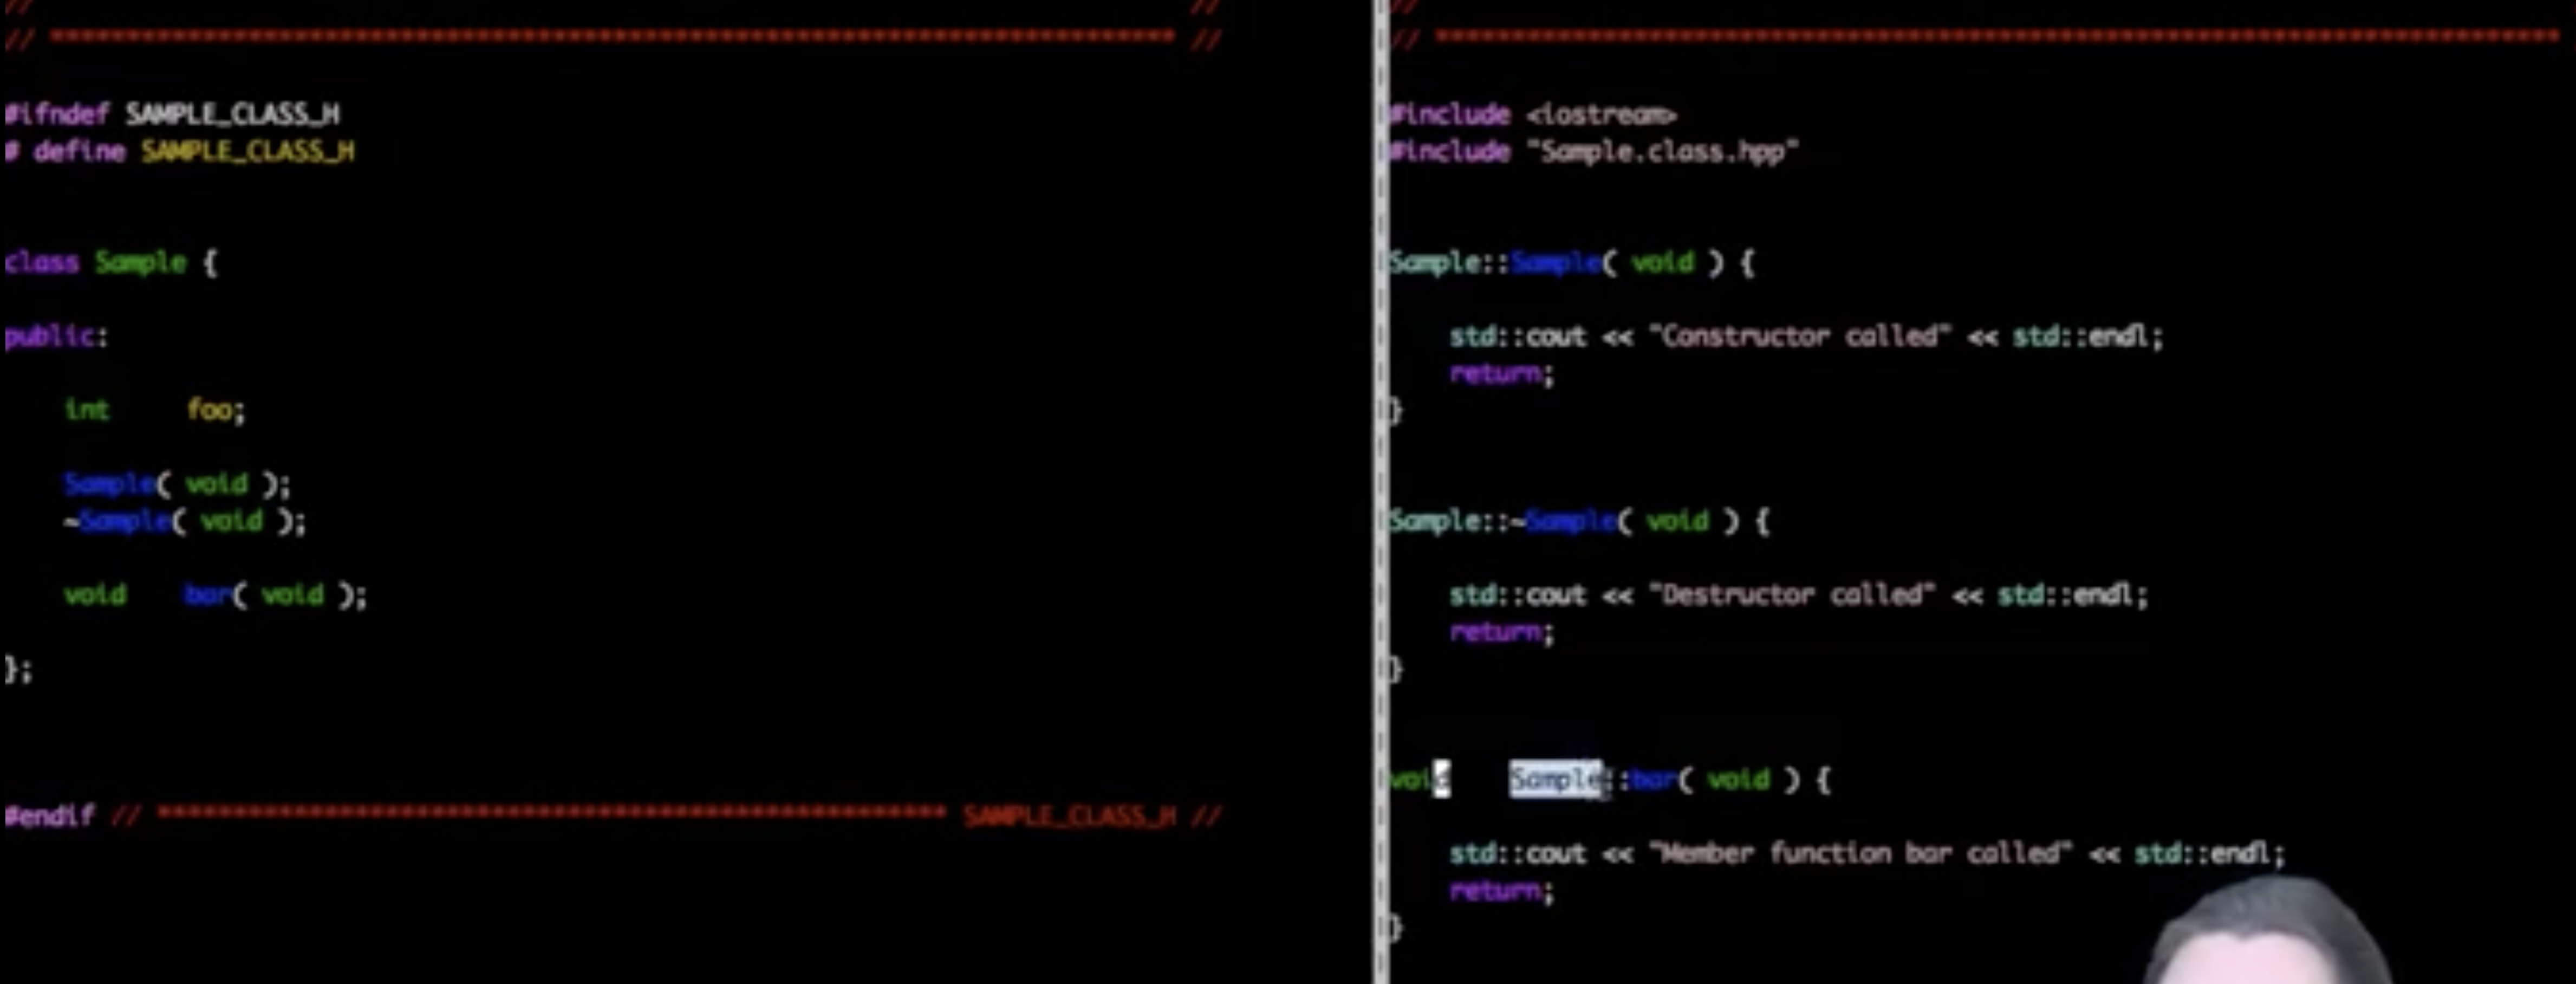 // //
// *************************************************************************** //
#ifndef SAMPLE_CLASS_H
# define SAMPLE_CLASS_H
class Sample {
public:
int foo;
Sample( void );
~Sample( void );
void bar( void );
};
#endif // **************************************************** SAMPLE_CLASS_H //
//
// ***************************************************************************
#include <iostream>
#include "Sample.class.hpp"
Sample::Sample( void ) {
std::cout << "Constructor called" << std::endl;
return;
}
Sample::~Sample( void ) {
std::cout << "Destructor called" << std::endl;
return;
}
void Sample::bar( void ) {
std::cout << "Member function bar called" << std::endl;
return;
}